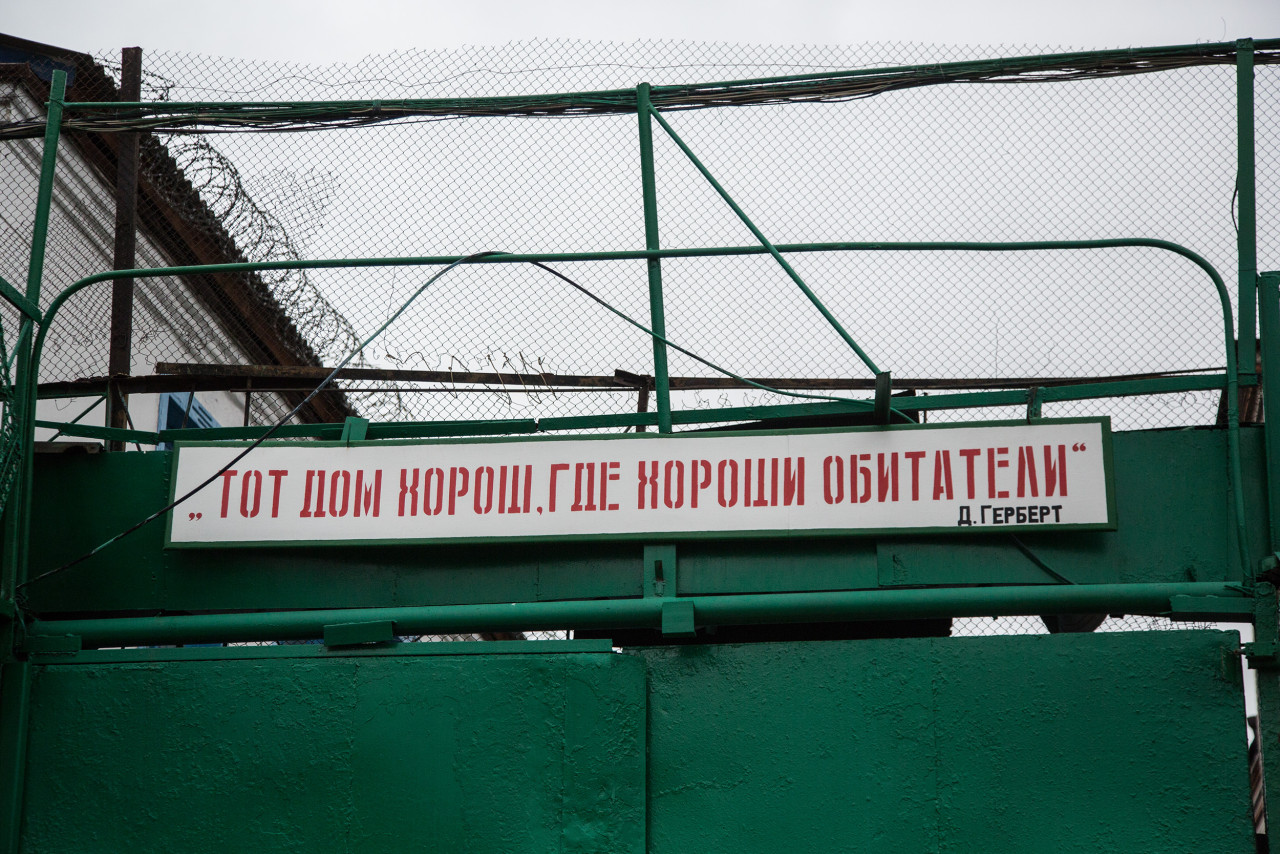 „ТОТ ДОМ ХОРОШ, ГДЕ ХОРОШИ ОБИТАТЕЛИ“
Д. ГЕРБЕРТ